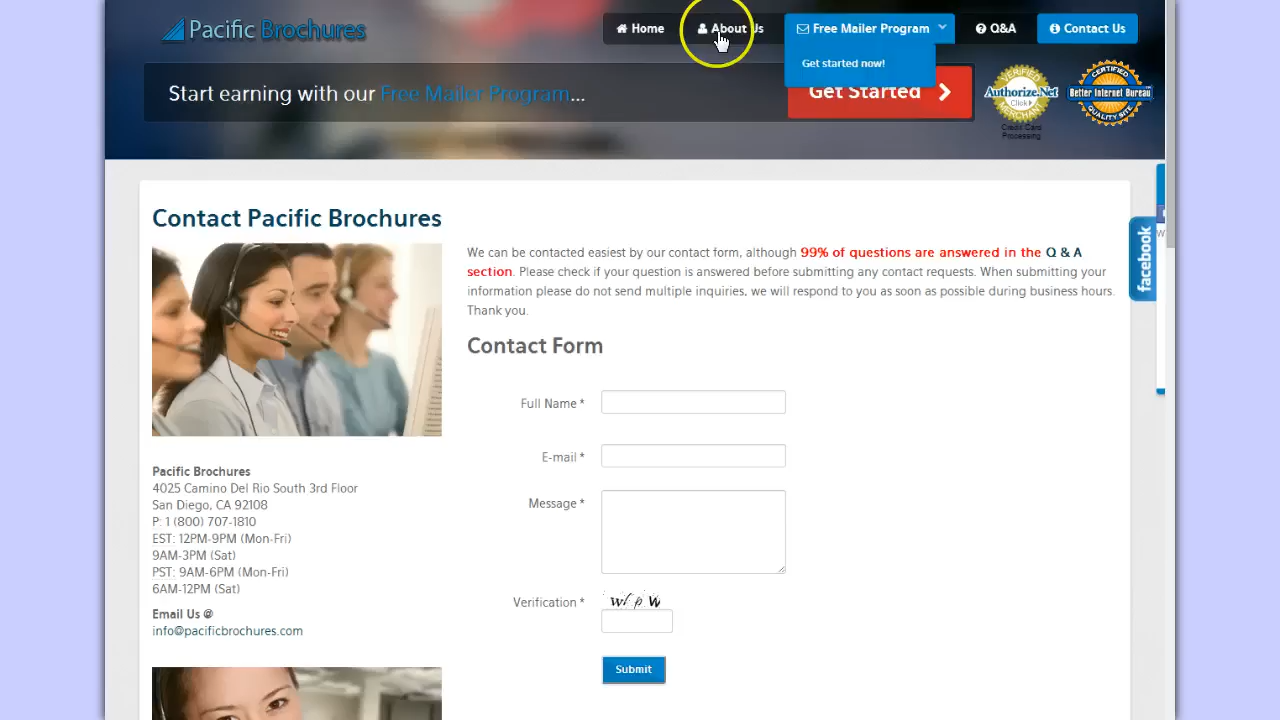 Pacific Brochures
Home
About Us
Free Mailer Program
Q&A
Contact Us
Get started now!
Start earning with our Free Mailer Program...
Get Started
VERIFIED
Authorize.Net
Click
MERCHANT
Credit Card
Processing
CERTIFIED
Better Internet Bureau
QUALITY SITE
Contact Pacific Brochures
We can be contacted easiest by our contact form, although 99% of questions are answered in the Q & A
section. Please check if your question is answered before submitting any contact requests. When submitting your
information please do not send multiple inquiries, we will respond to you as soon as possible during business hours.
Thank you.
facebook
Contact Form
Full Name *
E-mail *
Message *
Verification *
Submit
Pacific Brochures
4025 Camino Del Rio South 3rd Floor
San Diego, CA 92108
P: 1 (800) 707-1810
EST: 12PM-9PM (Mon-Fri)
9AM-3PM (Sat)
PST: 9AM-6PM (Mon-Fri)
6AM-12PM (Sat)
Email Us @
info@pacificbrochures.com